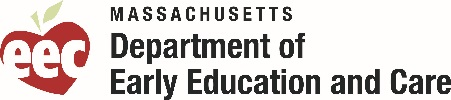 eec
MASSACHUSETTS
Department of
Early Education and Care